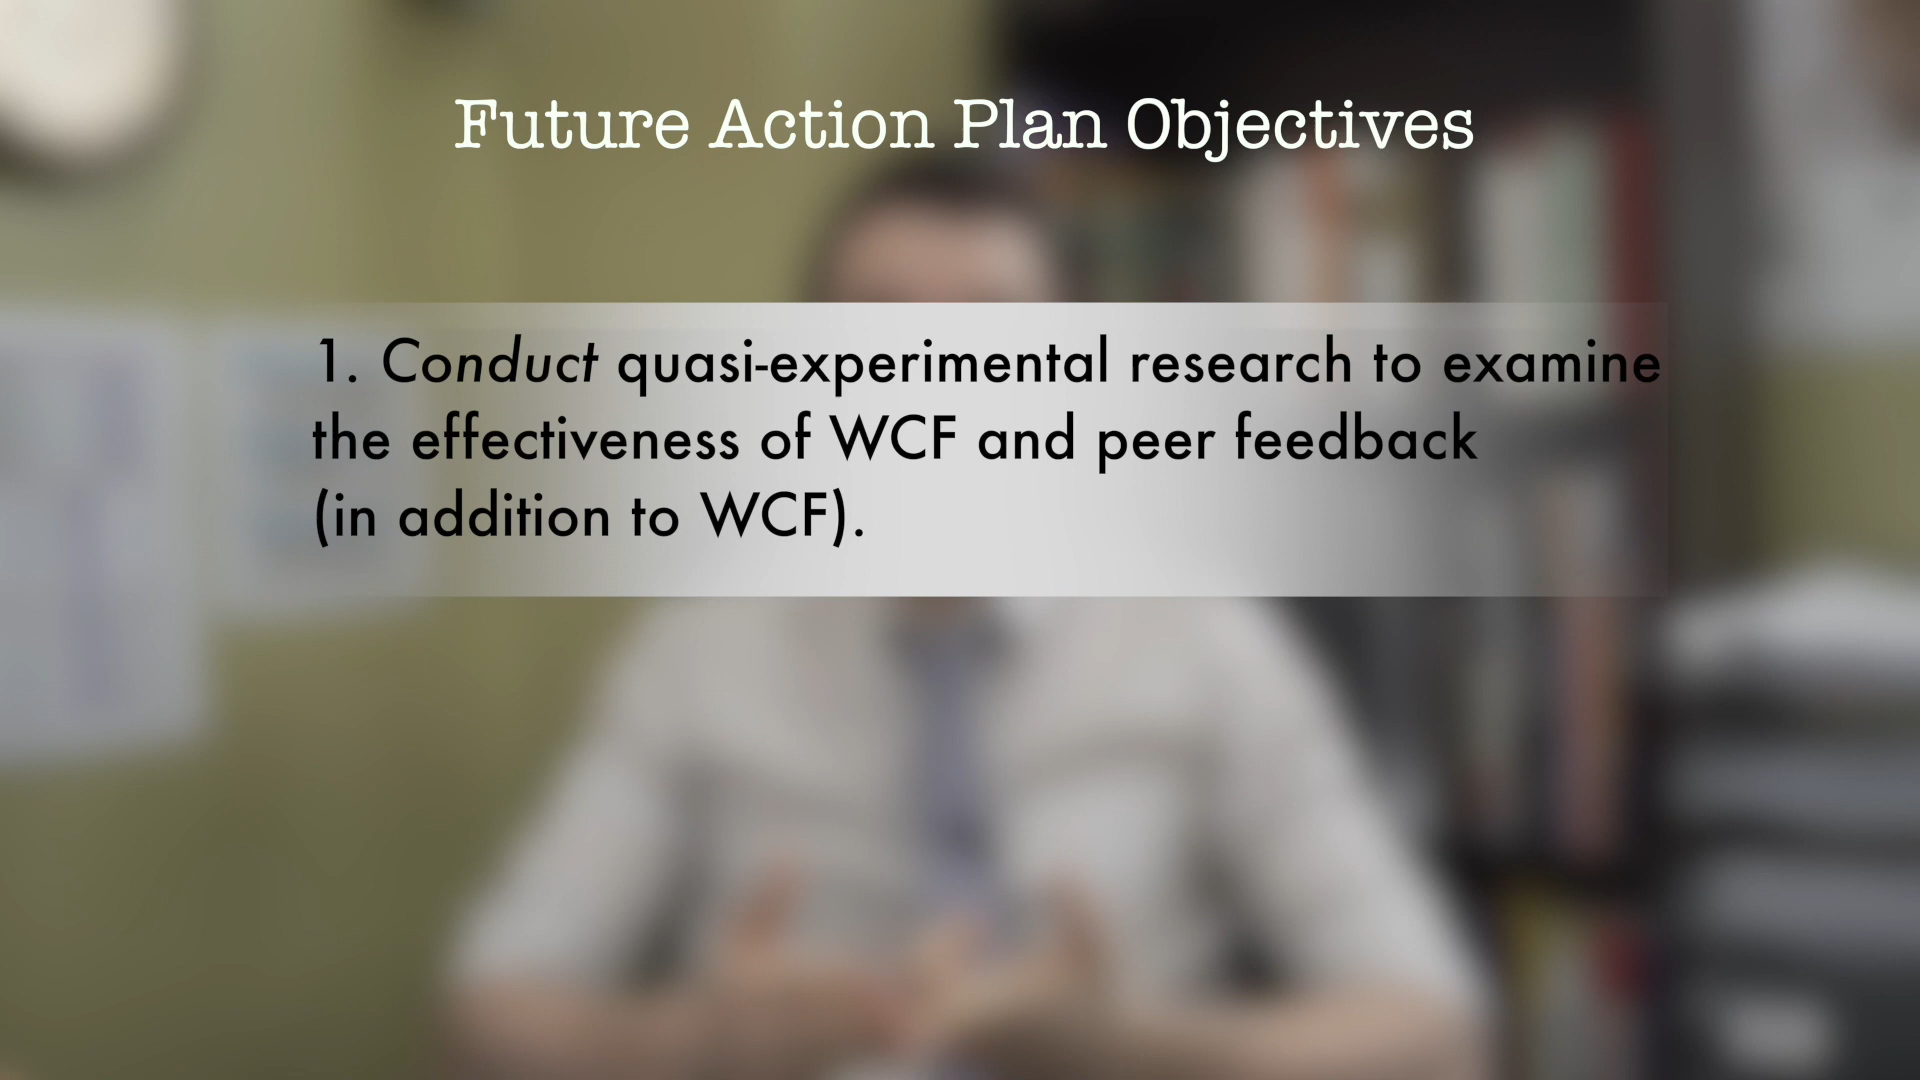 Future Action Plan Objectives
1. Conduct quasi-experimental research to examine
the effectiveness of WCF and peer feedback
(in addition to WCF).